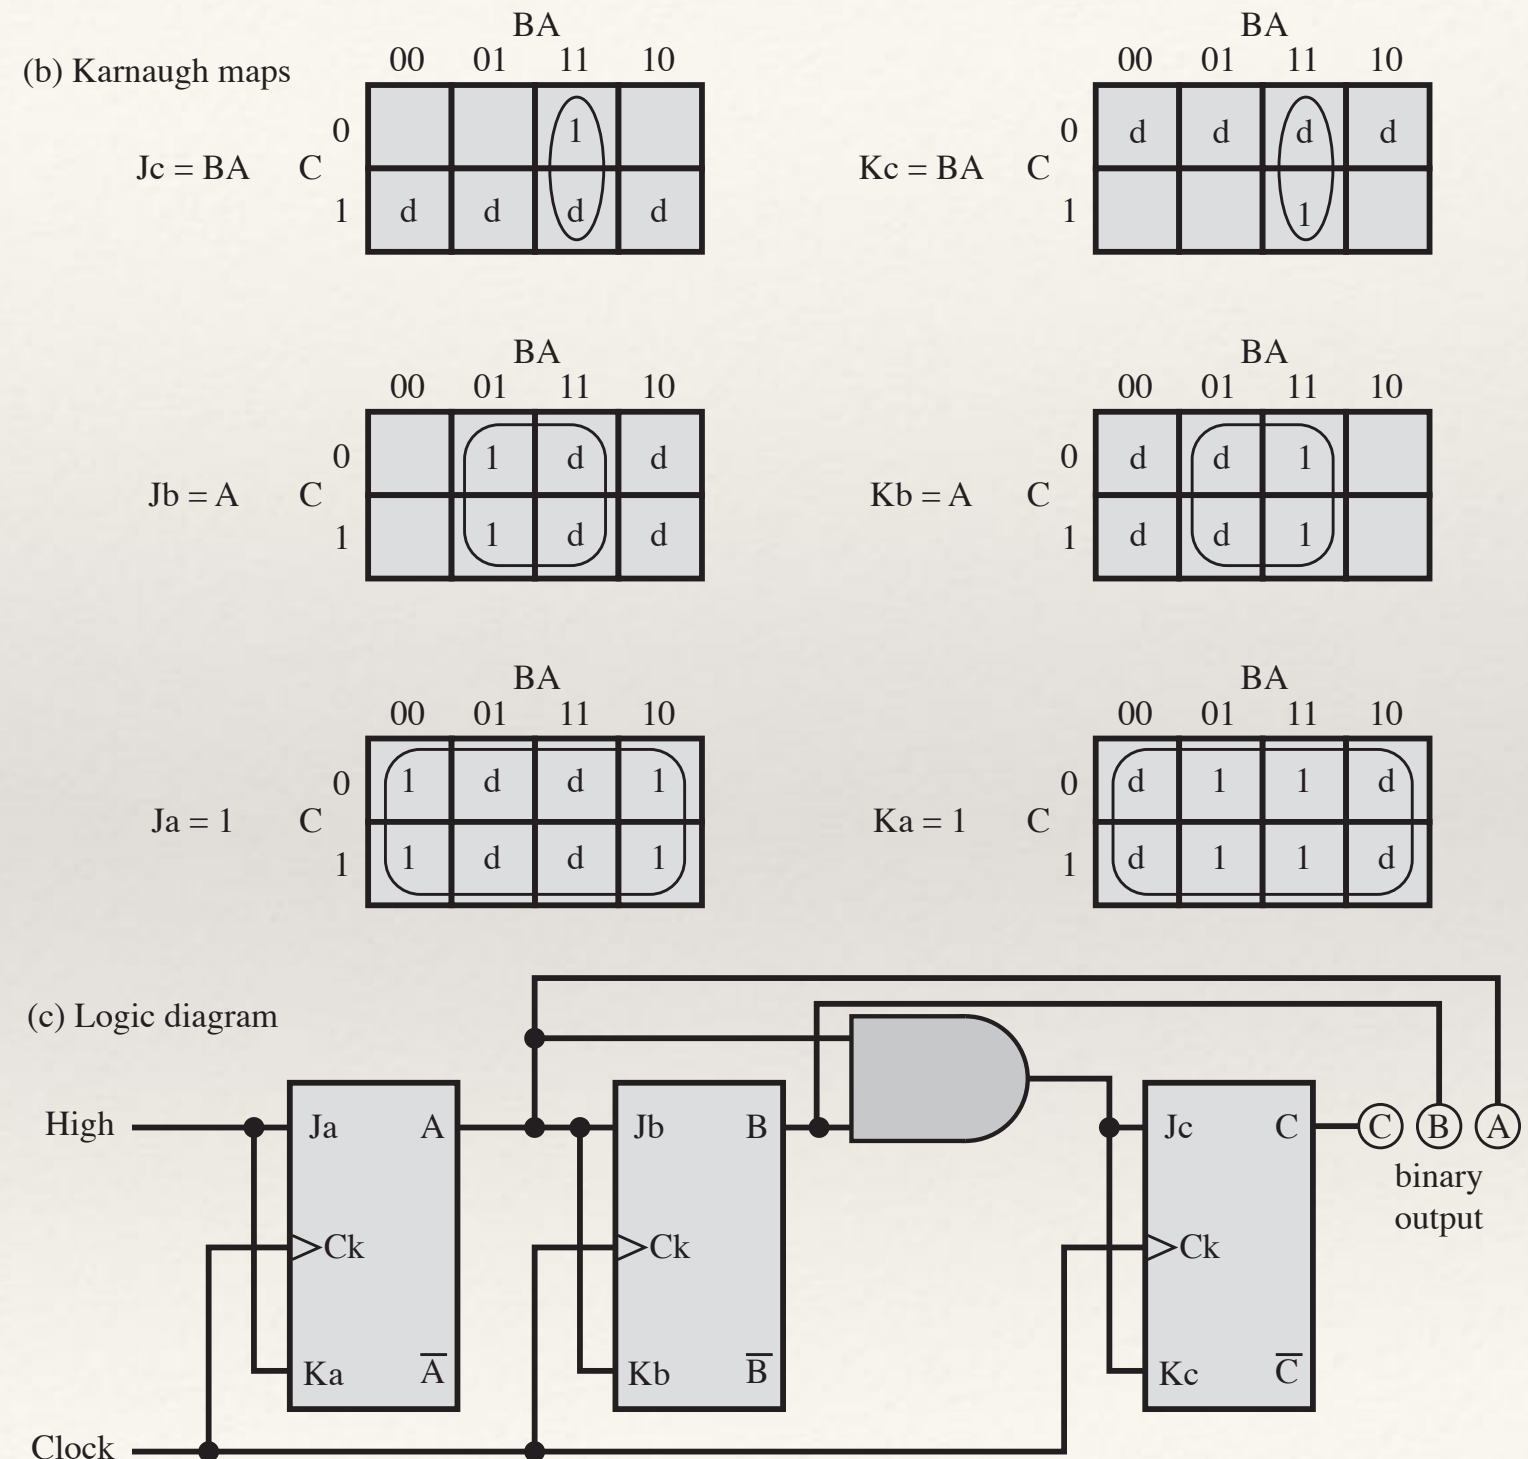 (b) Karnaugh maps
BA
00 01 11 10
Jc = BA C
0 1
1 d d d d
BA
00 01 11 10
Kc = BA C
0 d d d d
1 1
BA
00 01 11 10
Jb = A C
0 1 d d
1 1 d d
BA
00 01 11 10
Kb = A C
0 d d 1
1 d d 1
BA
00 01 11 10
Ja = 1 C
0 1 d d 1
1 1 d d 1
BA
00 01 11 10
Ka = 1 C
0 d 1 1 d
1 d 1 1 d
(c) Logic diagram
High Ja A Jb B Jc C C B A
binary
output
Ck Ck Ck
Ka A̅ Kb B̅ Kc C̅
Clock